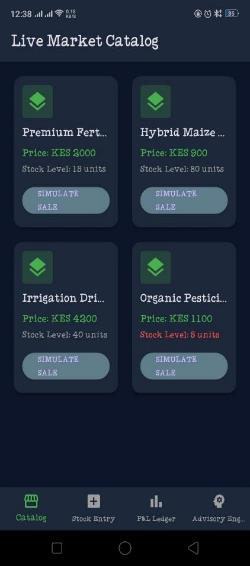 12:38
Live Market Catalog
Premium Fert...
Price: KES 2000
Stock Level: 15 units
SIMULATE
SALE
Hybrid Maize ...
Price: KES 900
Stock Level: 80 units
SIMULATE
SALE
Irrigation Dri...
Price: KES 4200
Stock Level: 40 units
SIMULATE
SALE
Organic Pestici...
Price: KES 1100
Stock Level: 5 units
SIMULATE
SALE
Catalog
Stock Entry
P&L Ledger
Advisory Eng...